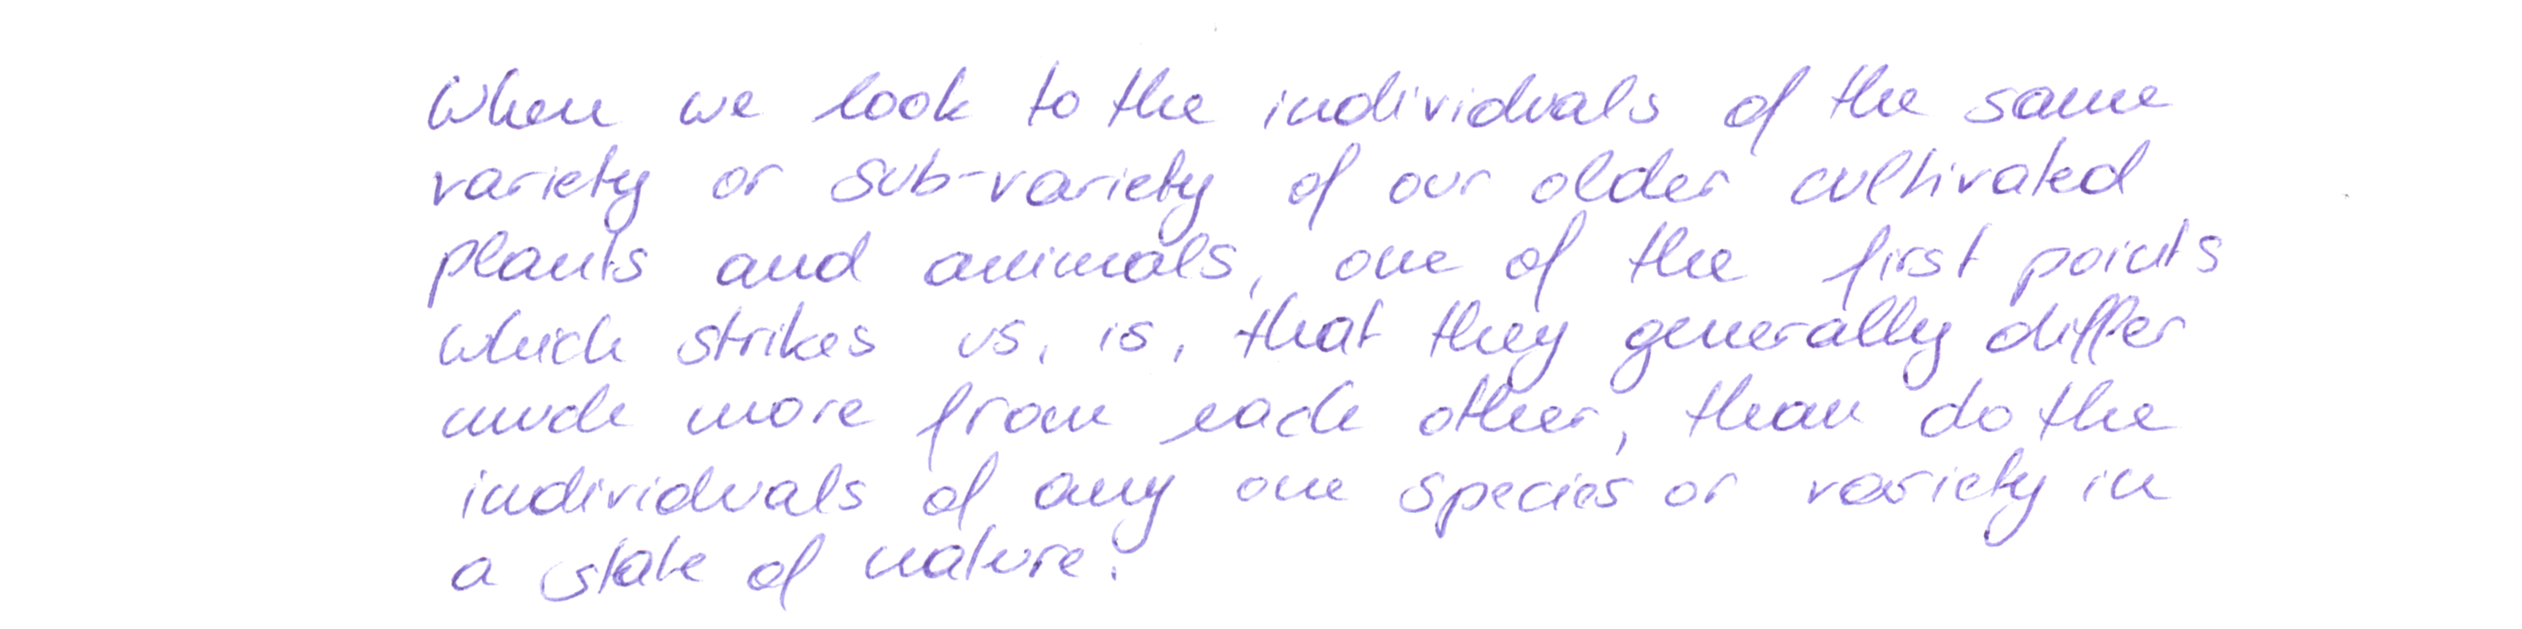 When we look to the individuals of the same
variety or sub-variety of our older cultivated
plants and animals, one of the first points
which strikes us, is, that they generally differ
much more from each other, than do the
individuals of any one species or variety in
a state of nature.